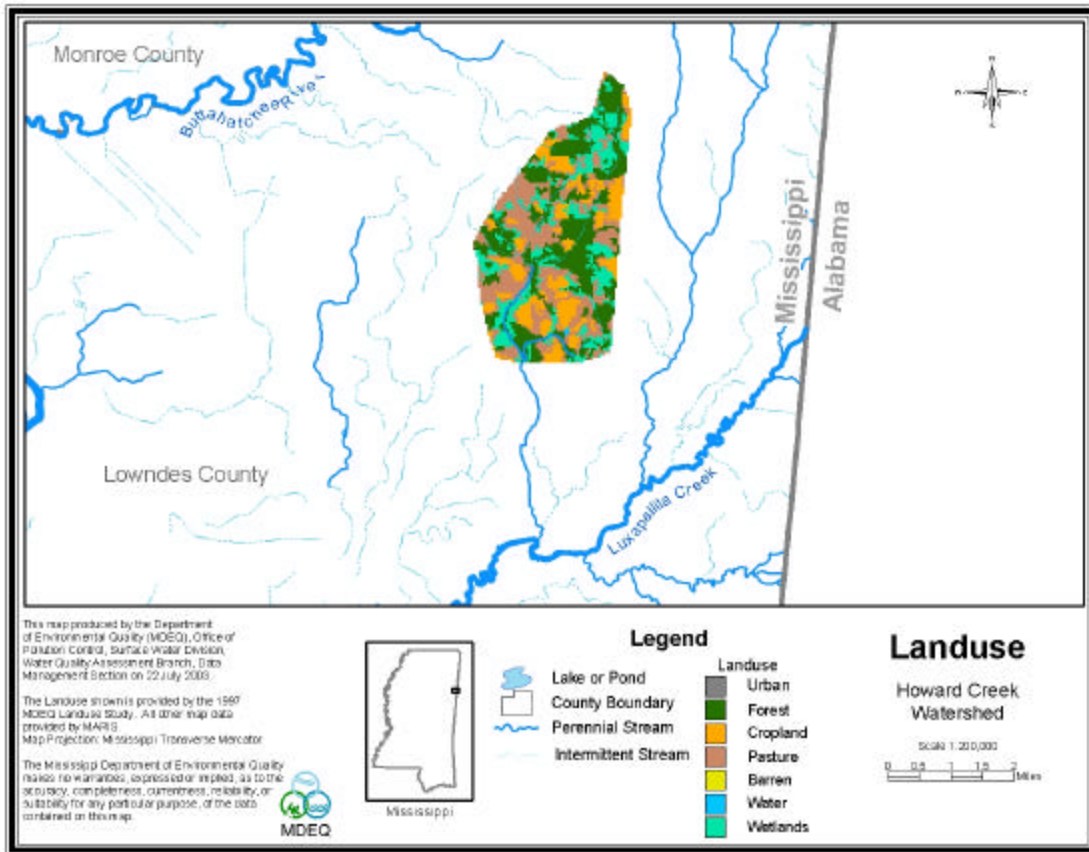 Monroe County
Buttahatchee River
Mississippi
Alabama
Lowndes County
Luxapallila Creek
N
W
E
S
This map produced by the Department
of Environmental Quality (MDEQ), Office of
Pollution Control, Surface Water Division,
Water Quality Assessment Branch, Data
Management Section on 22 July 2003.
The Landuse shown is provided by the 1997
MDEQ Landuse Study. All other map data
provided by MARIS.
Map Projection: Mississippi Transverse Mercator
The Mississippi Department of Environmental Quality
makes no warranties, expressed or implied, as to the
accuracy, completeness, currentness, reliability, or
suitability for any particular purpose, of the data
contained on this map.
MDEQ
Mississippi
Legend
Lake or Pond
County Boundary
Perennial Stream
Intermittent Stream
Landuse
Urban
Forest
Cropland
Pasture
Barren
Water
Wetlands
Landuse
Howard Creek
Watershed
Scale 1:200,000
0 0.5 1 1.5 2
Miles